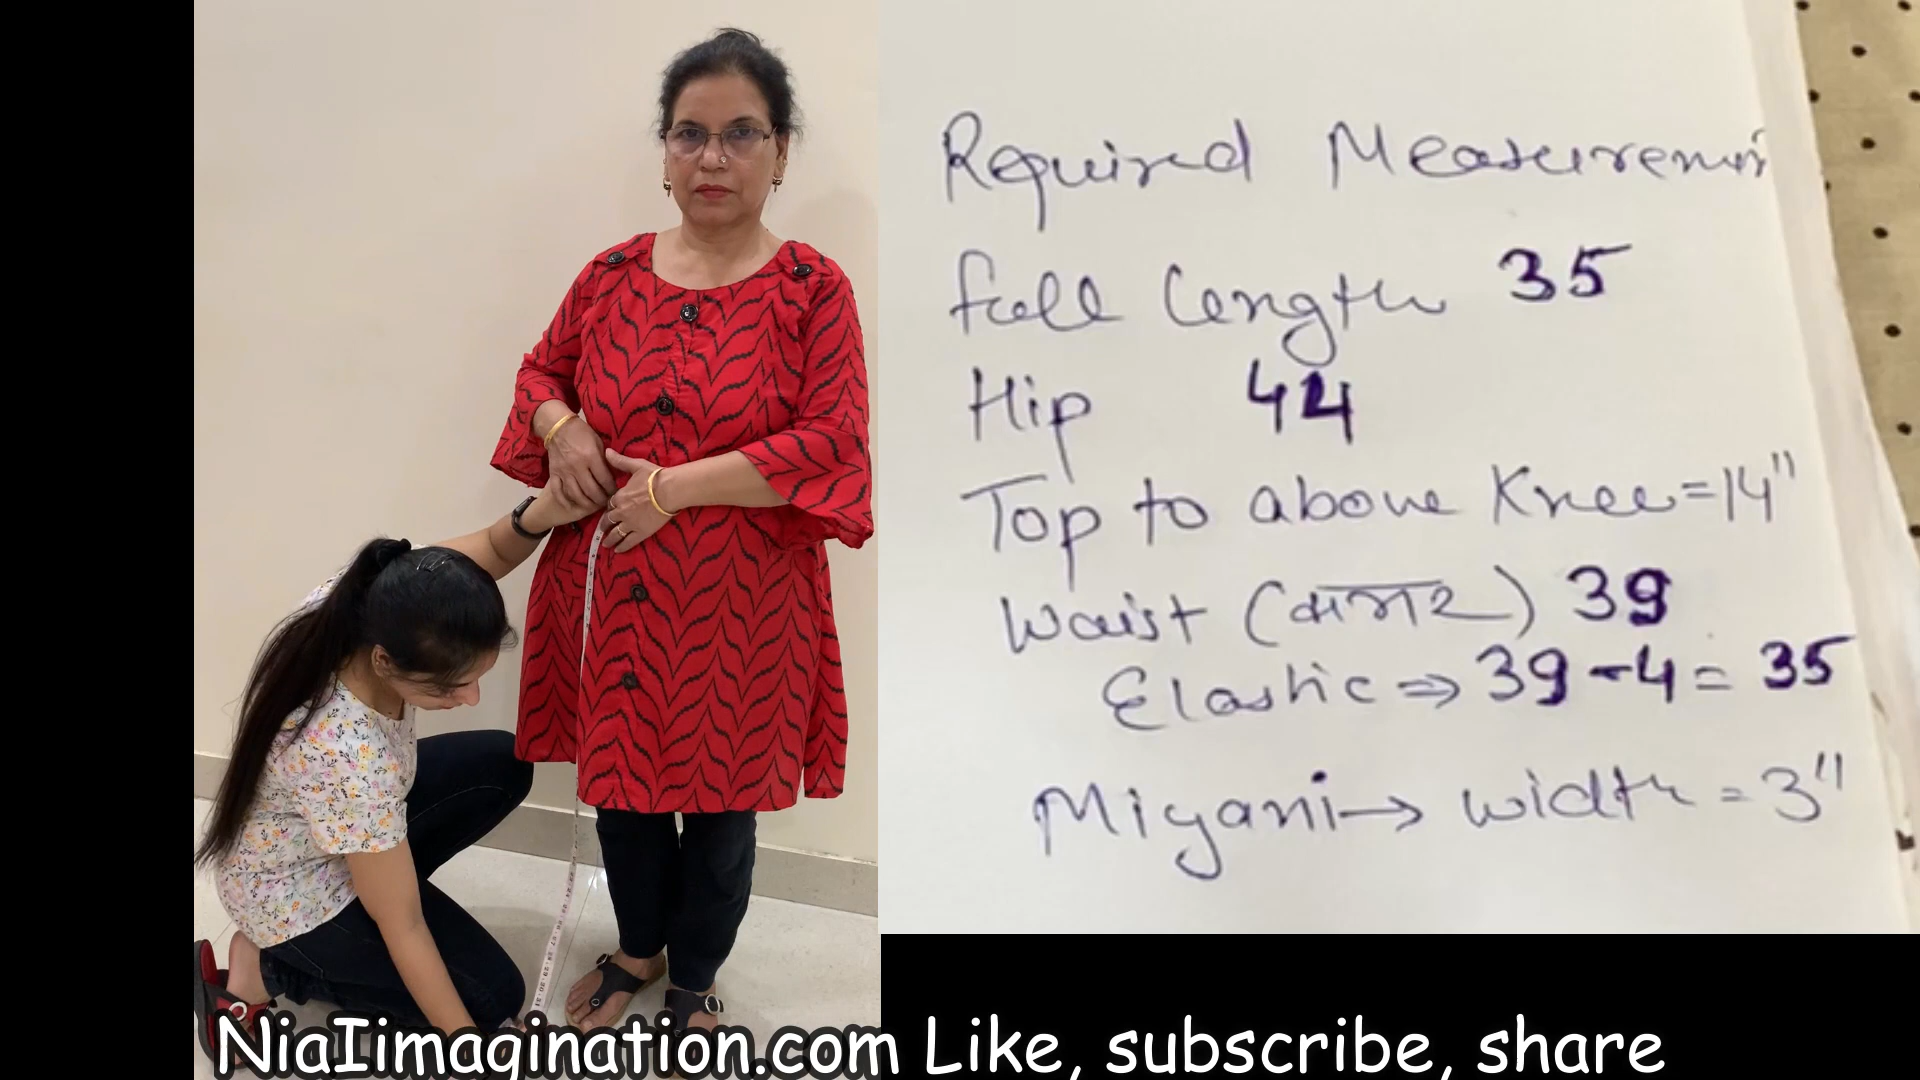 Required Measurem
full length 35
Hip 44
Top to above Knee=14"
Waist (कमर) 39
Elastic ⇒ 39-4= 35
Miyani→ width = 3"
NiaIimagination.com Like, subscribe, share